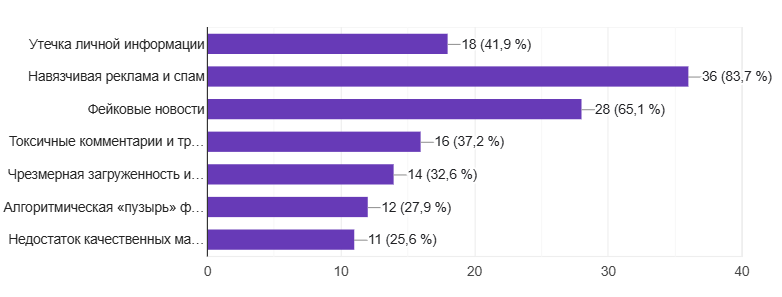 Утечка личной информации 18 (41,9 %)
Навязчивая реклама и спам 36 (83,7 %)
Фейковые новости 28 (65,1 %)
Токсичные комментарии и тр… 16 (37,2 %)
Чрезмерная загруженность и… 14 (32,6 %)
Алгоритмическая «пузырь» ф… 12 (27,9 %)
Недостаток качественных ма… 11 (25,6 %)
0 10 20 30 40